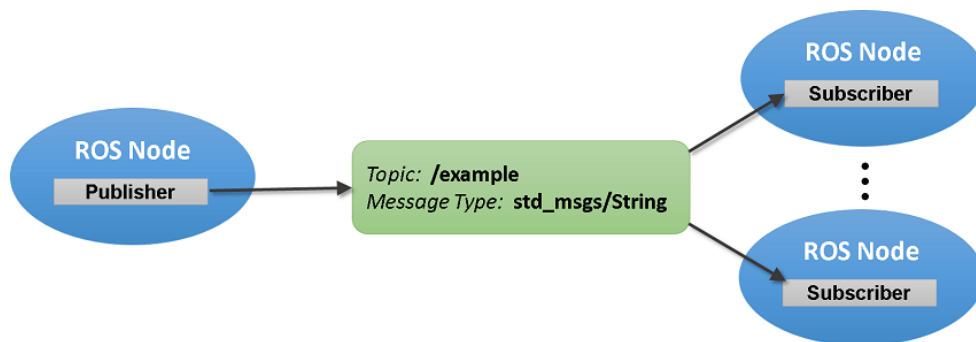 ROS Node
Publisher
Topic: /example
Message Type: std_msgs/String
ROS Node
Subscriber
ROS Node
Subscriber